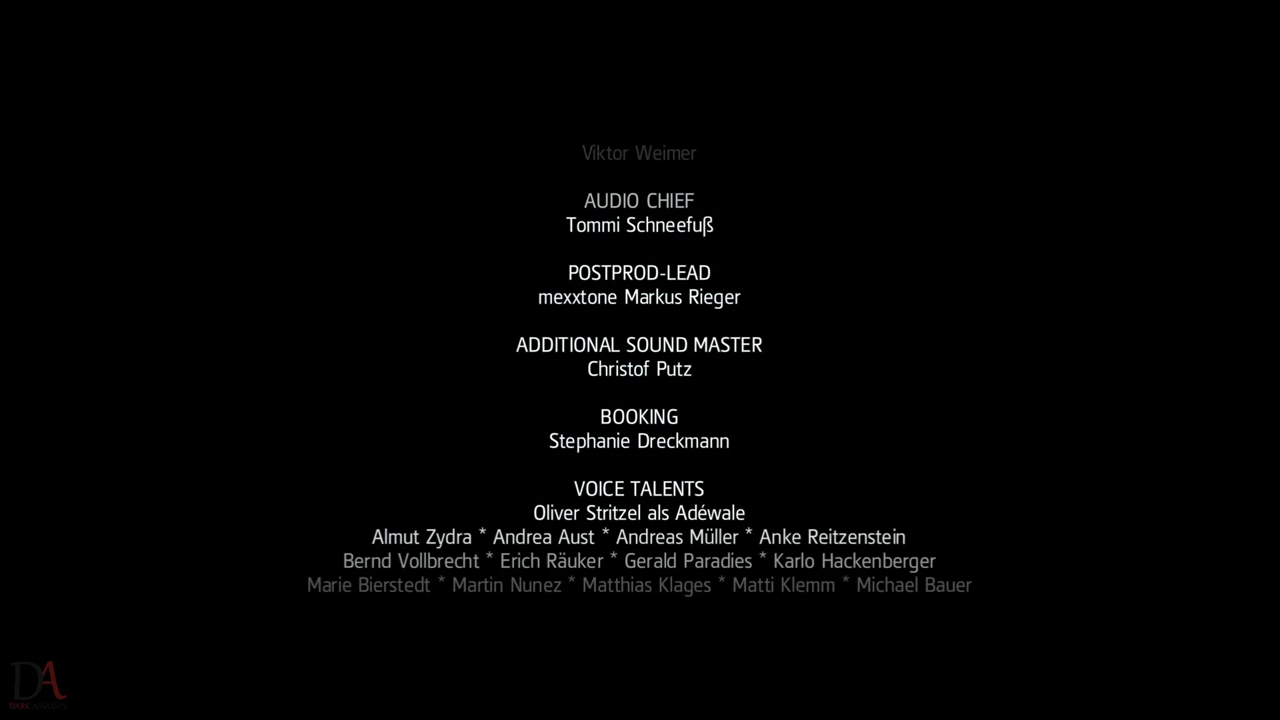 Viktor Weimer
AUDIO CHIEF
Tommi Schneefuß
POSTPROD-LEAD
mexxtone Markus Rieger
ADDITIONAL SOUND MASTER
Christof Putz
BOOKING
Stephanie Dreckmann
VOICE TALENTS
Oliver Stritzel als Adéwale
Almut Zydra * Andrea Aust * Andreas Müller * Anke Reitzenstein
Bernd Vollbrecht * Erich Räuker * Gerald Paradies * Karlo Hackenberger
Marie Bierstedt * Martin Nunez * Matthias Klages * Matti Klemm * Michael Bauer
DA